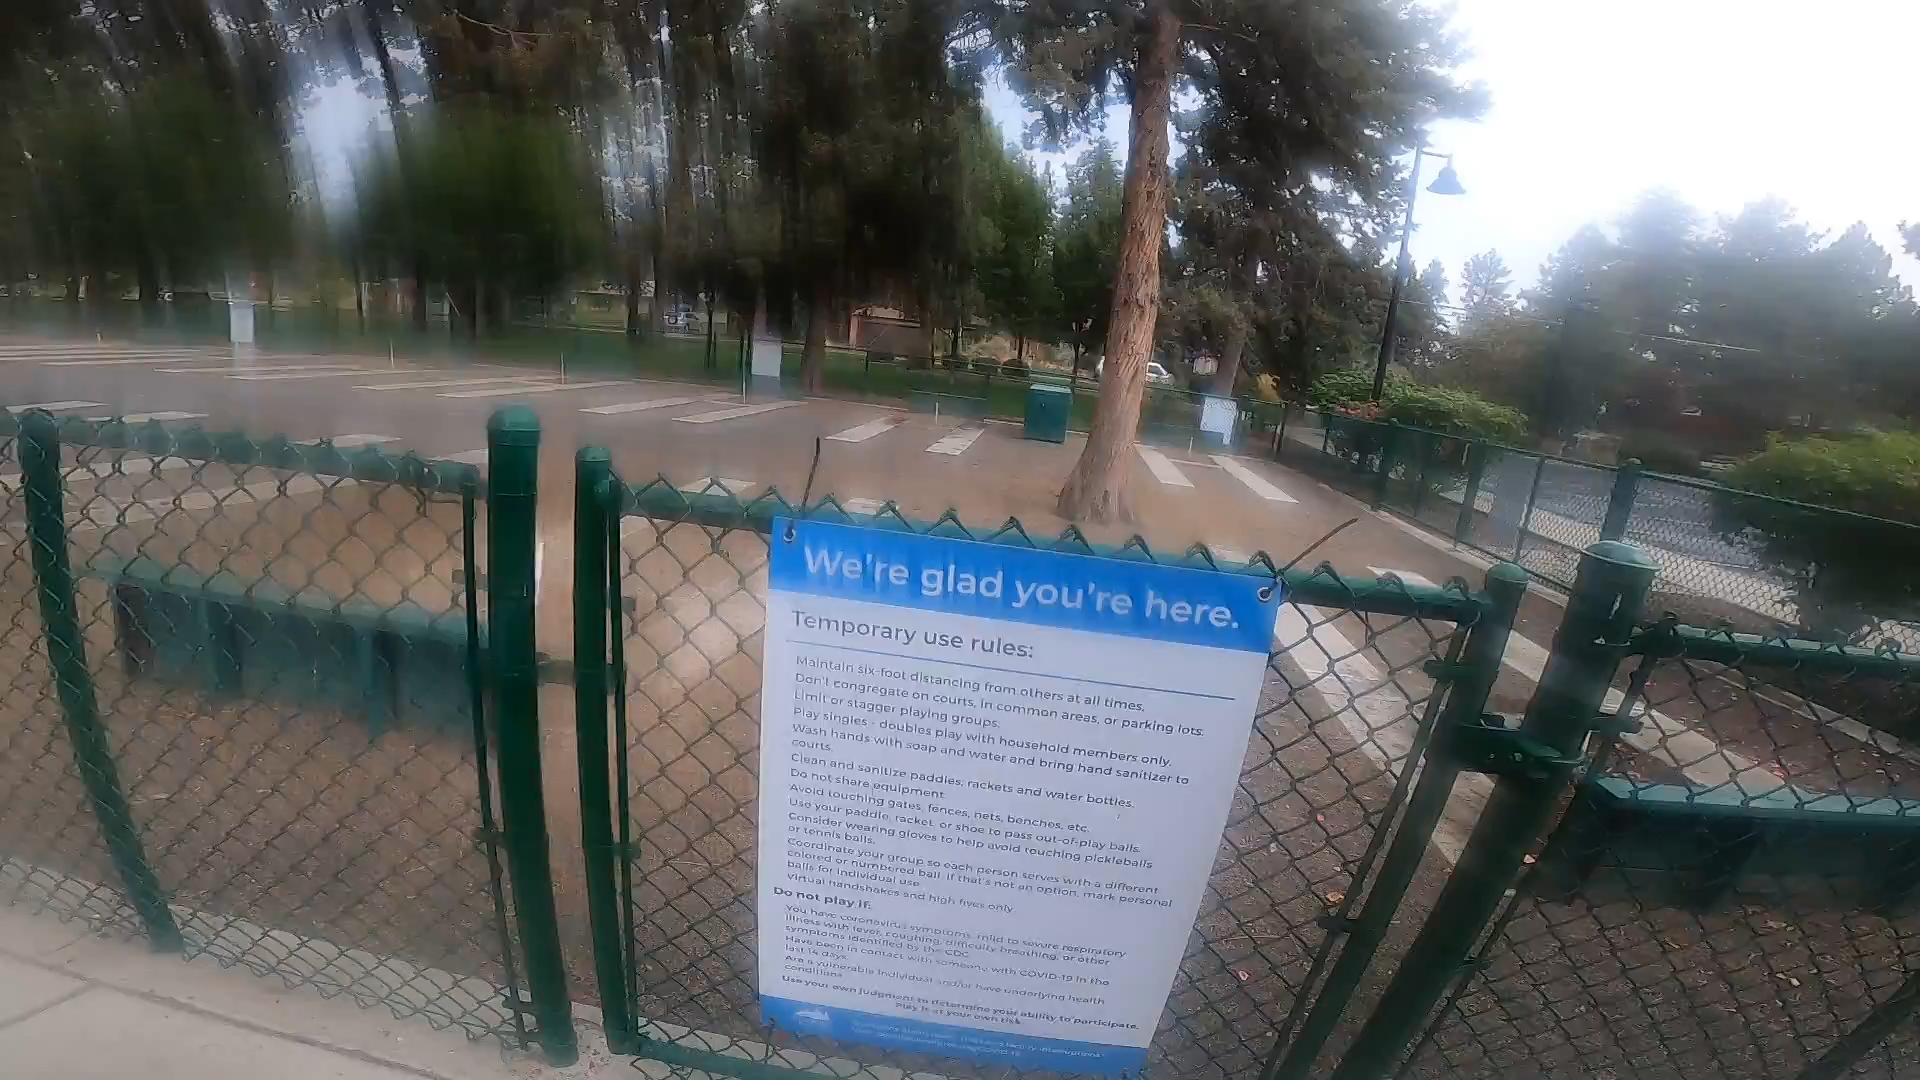 We're glad you're here.
Temporary use rules:
Maintain six-foot distancing from others at all times.
Don't congregate on courts, in common areas, or parking lots.
Limit or stagger playing groups.
Play singles - doubles play with household members only.
Wash hands with soap and water and bring hand sanitizer to
courts.
Clean and sanitize paddles, rackets and water bottles.
Do not share equipment.
Avoid touching gates, fences, nets, benches, etc.
Use your paddle, racket, or shoe to pass out-of-play balls.
Consider wearing gloves to help avoid touching pickleballs
or tennis balls.
Coordinate your group so each person serves with a different
colored or numbered ball. If that's not an option, mark personal
balls for individual use.
Virtual handshakes and high fives only.
Do not play if:
You have coronavirus symptoms, mild to severe respiratory
illness with fever, coughing, difficulty breathing, or other
symptoms identified by the CDC.
Have been in contact with someone with COVID-19 in the
last 14 days.
Are a vulnerable individual and/or have underlying health
conditions.
Use your own judgment to determine your ability to participate.
Play is at your own risk.